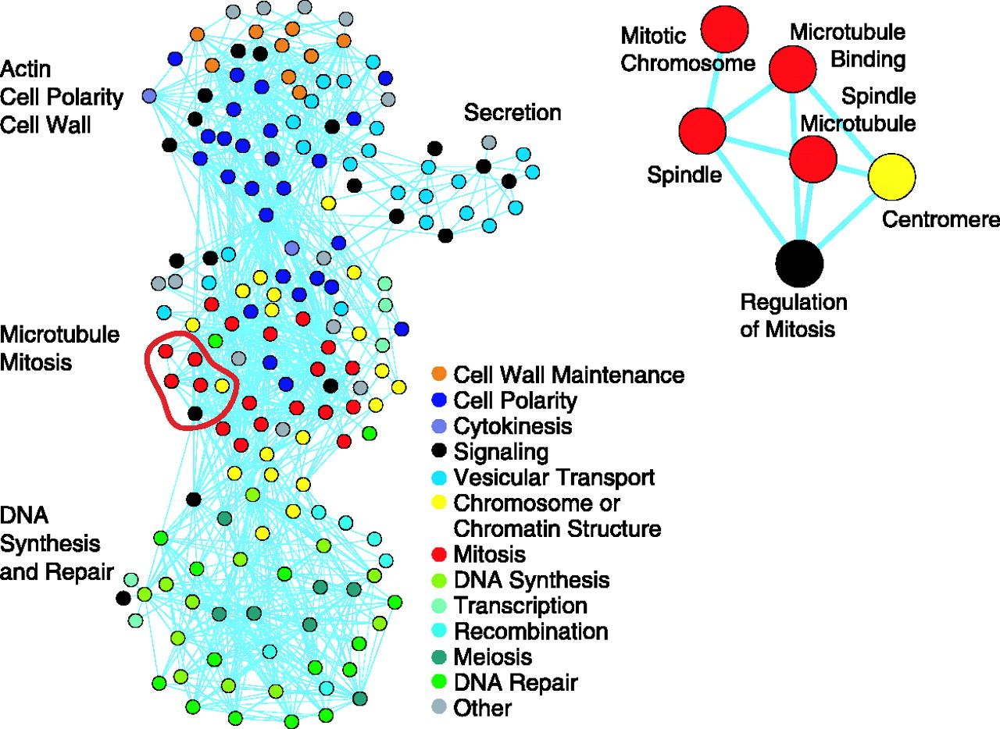 Actin
Cell Polarity
Cell Wall
Secretion
Mitotic
Chromosome
Microtubule
Binding
Spindle
Microtubule
Spindle
Centromere
Regulation
of Mitosis
Microtubule
Mitosis
DNA
Synthesis
and Repair
Cell Wall Maintenance
Cell Polarity
Cytokinesis
Signaling
Vesicular Transport
Chromosome or
Chromatin Structure
Mitosis
DNA Synthesis
Transcription
Recombination
Meiosis
DNA Repair
Other